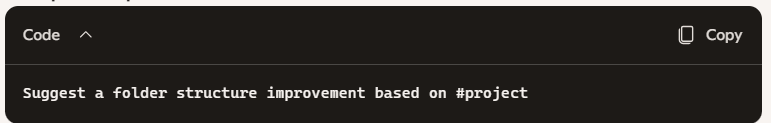 Code
Copy
Suggest a folder structure improvement based on #project